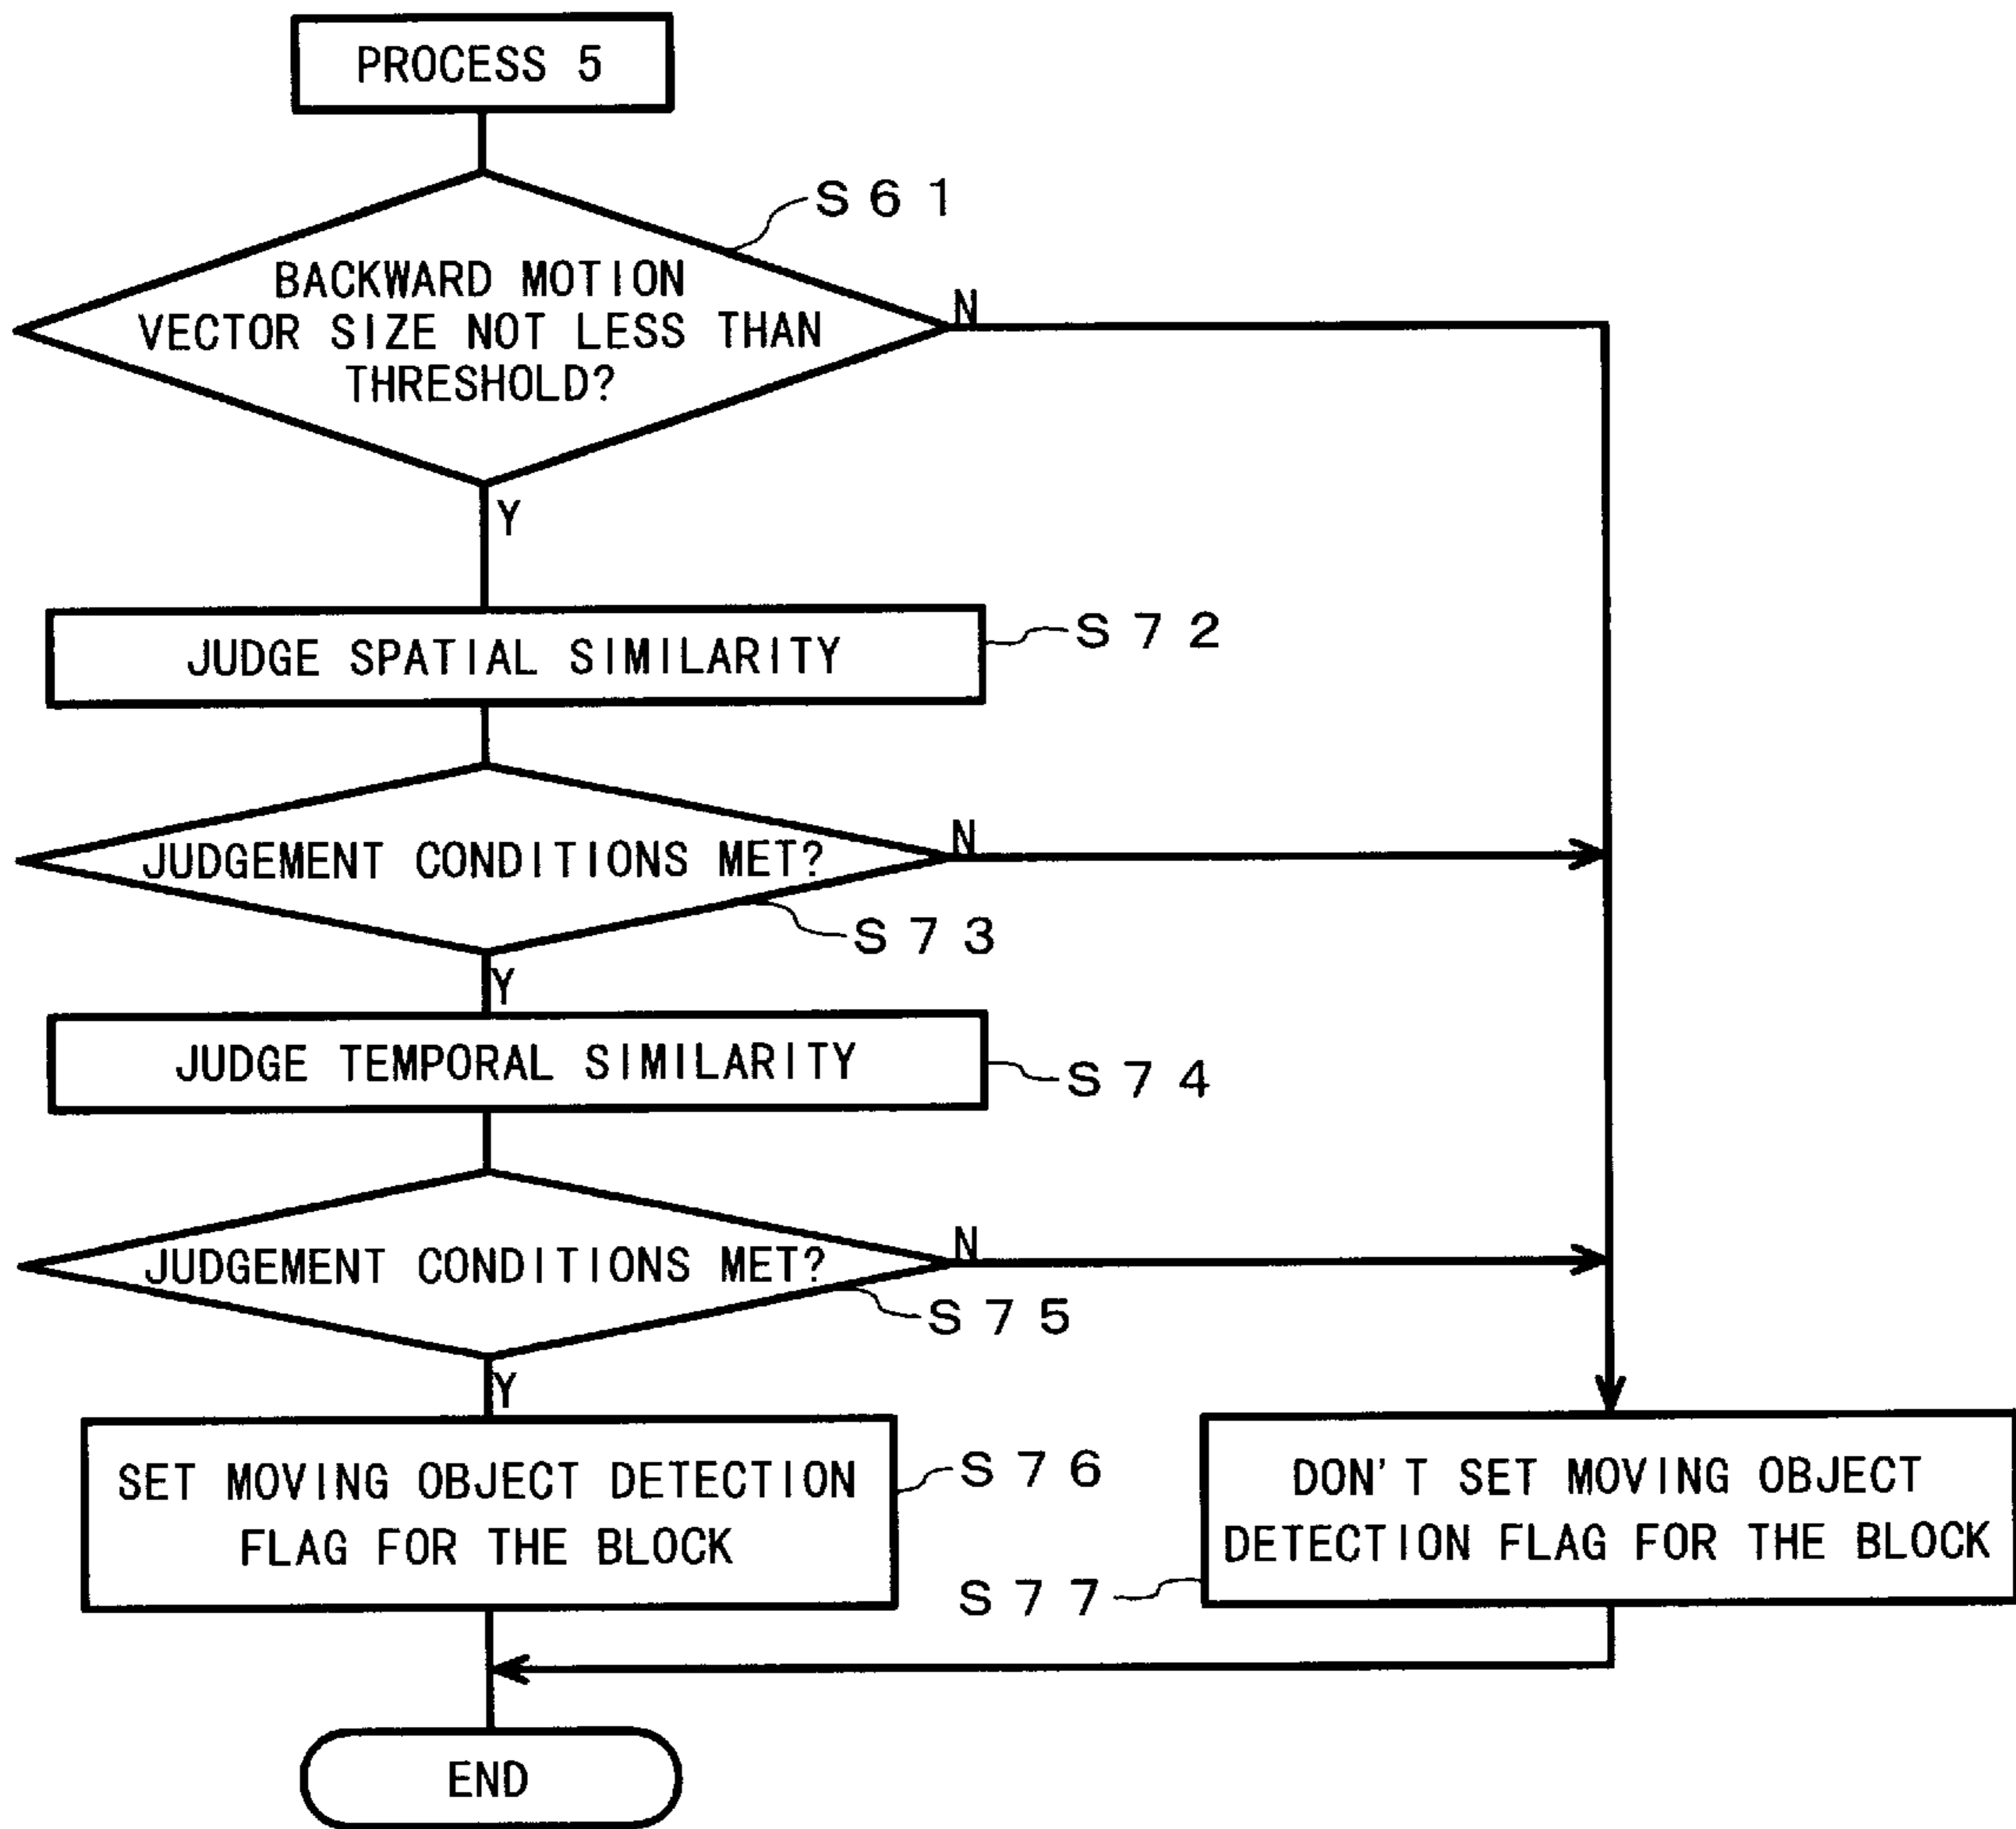 PROCESS 5
S61
BACKWARD MOTION
VECTOR SIZE NOT LESS THAN
THRESHOLD?
N
Y
JUDGE SPATIAL SIMILARITY
S72
JUDGEMENT CONDITIONS MET?
N
S73
Y
JUDGE TEMPORAL SIMILARITY
S74
JUDGEMENT CONDITIONS MET?
N
S75
Y
SET MOVING OBJECT DETECTION
FLAG FOR THE BLOCK
S76
DON'T SET MOVING OBJECT
DETECTION FLAG FOR THE BLOCK
S77
END